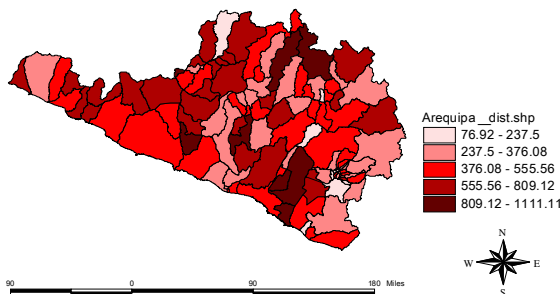 Arequipa__dist.shp
76.92 - 237.5
237.5 - 376.08
376.08 - 555.56
555.56 - 809.12
809.12 - 1111.11
N
W E
S
90 0 90 180 Miles